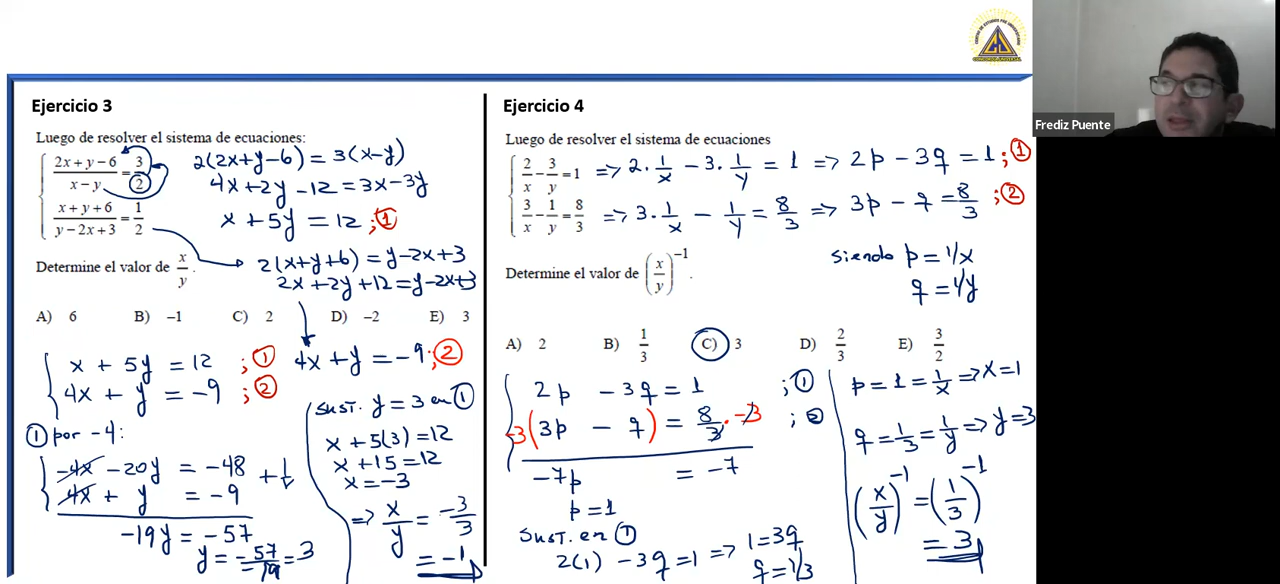 Frediz Puente
Ejercicio 3
Luego de resolver el sistema de ecuaciones:
(2x + y − 6)/(x − y) = 3/2
(x + y + 6)/(y − 2x + 3) = 1/2
2(2x+y−6) = 3(x−y)
4x+2y−12 = 3x−3y
x + 5y = 12 ; ①
2(x+y+6) = y−2x+3
2x+2y+12 = y−2x+3
Determine el valor de x/y.
A) 6 B) −1 C) 2 D) −2 E) 3
4x + y = −9 ; ②
x + 5y = 12 ; ①
4x + y = −9 ; ②
① por −4:
−4x −20y = −48
4x + y = −9
−19y = −57
y = −57/−19 = 3
SUST. y = 3 en ①
x + 5(3) = 12
x + 15 = 12
x = −3
⇒ x/y = −3/3
= −1
Ejercicio 4
Luego de resolver el sistema de ecuaciones
2/x − 3/y = 1 ⇒ 2·1/x − 3·1/y = 1 ⇒ 2p − 3q = 1 ; ①
3/x − 1/y = 8/3 ⇒ 3·1/x − 1/y = 8/3 ⇒ 3p − q = 8/3 ; ②
siendo p = 1/x
q = 1/y
Determine el valor de (x/y)⁻¹.
A) 2 B) 1/3 C) 3 D) 2/3 E) 3/2
2p − 3q = 1 ; ①
−3(3p − q) = 8/3 · −3 ; ②
−7p = −7
p = 1
SUST. en ①
2(1) − 3q = 1 ⇒ 1 = 3q
q = 1/3
p = 1 = 1/x ⇒ x = 1
q = 1/3 = 1/y ⇒ y = 3
(x/y)⁻¹ = (1/3)⁻¹
= 3